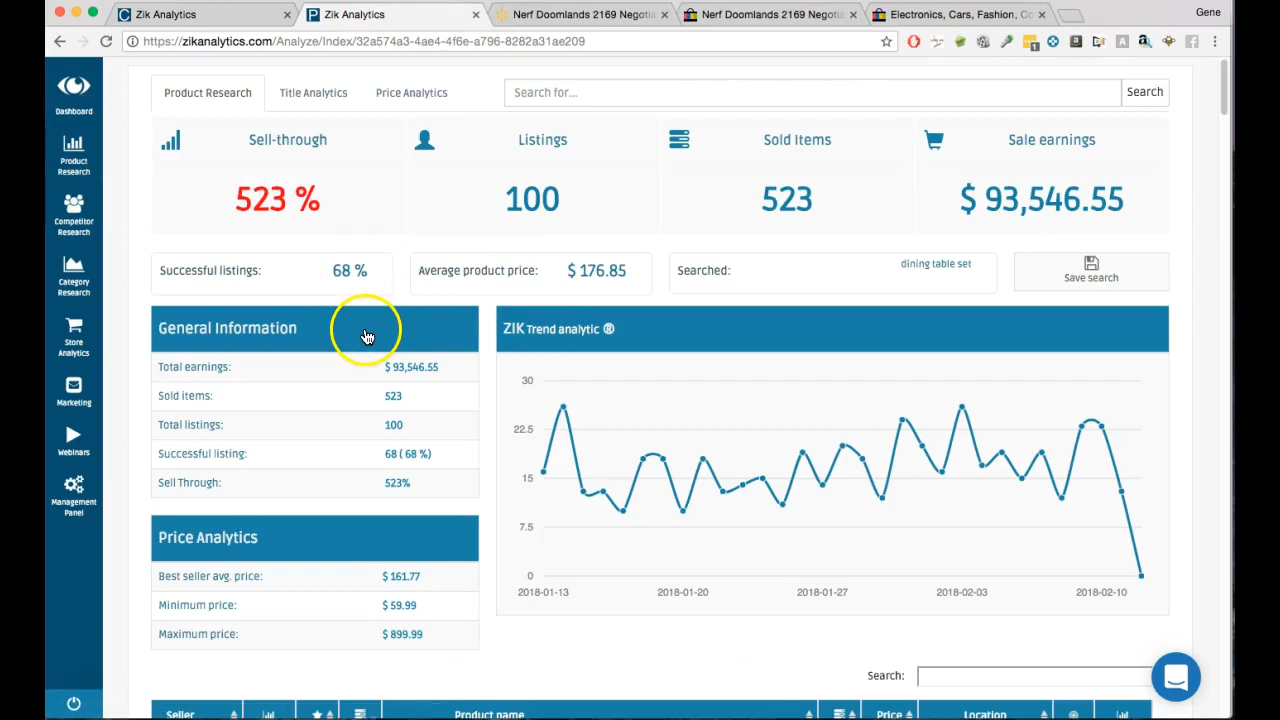 Zik Analytics
Zik Analytics
Nerf Doomlands 2169 Negotia
Nerf Doomlands 2169 Negotia
Electronics, Cars, Fashion, Co
Gene
https://zikanalytics.com/Analyze/Index/32a574a3-4ae4-4f6e-a796-8282a31ae209
Dashboard
Product Research
Competitor Research
Category Research
Store Analytics
Marketing
Webinars
Management Panel
Product Research
Title Analytics
Price Analytics
Search for...
Search
Sell-through
Listings
Sold Items
Sale earnings
523 %
100
523
$ 93,546.55
Successful listings: 68 %
Average product price: $ 176.85
Searched: dining table set
Save search
General Information
Total earnings: $ 93,546.55
Sold items: 523
Total listings: 100
Successful listing: 68 ( 68 %)
Sell Through: 523%
Price Analytics
Best seller avg. price: $ 161.77
Minimum price: $ 59.99
Maximum price: $ 899.99
ZIK Trend analytic ®
30
22.5
15
7.5
0
2018-01-13
2018-01-20
2018-01-27
2018-02-03
2018-02-10
Search:
Seller
Product name
Price
Location